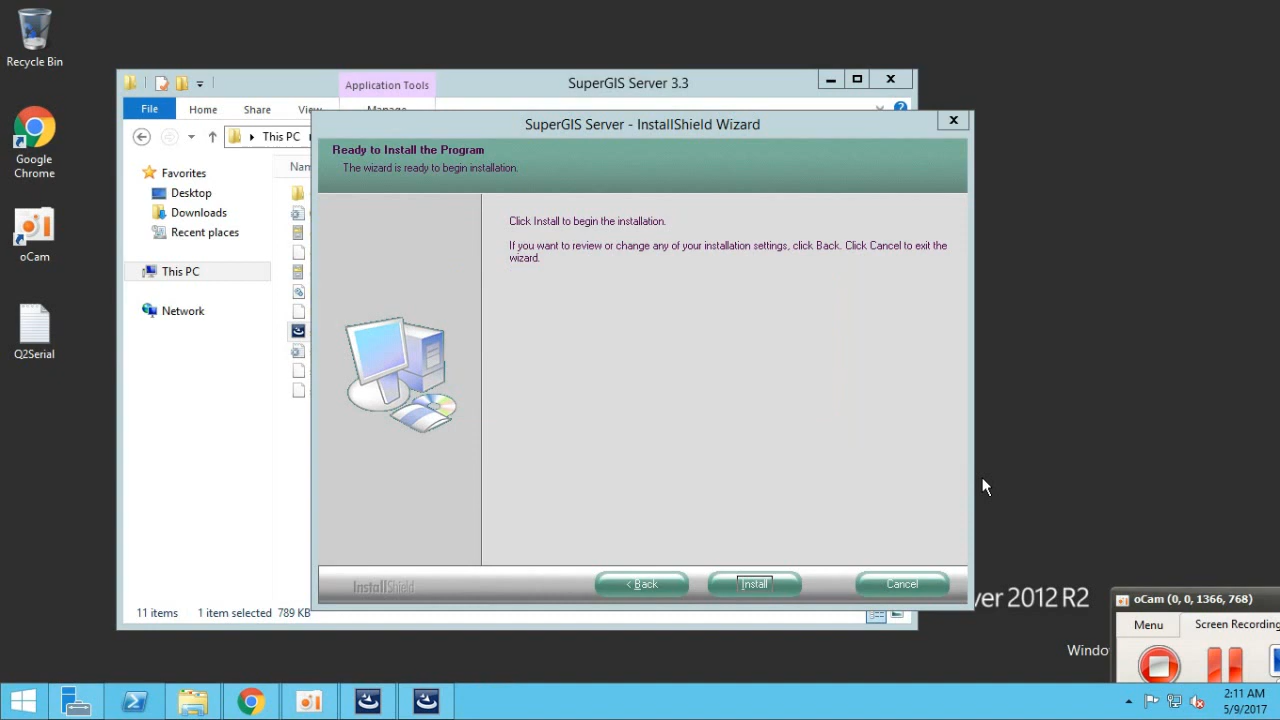 Recycle Bin
Google
Chrome
oCam
Q2Serial
Application Tools
SuperGIS Server 3.3
File
Home
Share
Manage
This PC
Favorites
Desktop
Downloads
Recent places
This PC
Network
11 items
1 item selected
789 KB
SuperGIS Server - InstallShield Wizard
Ready to Install the Program
The wizard is ready to begin installation.
Click Install to begin the installation.
If you want to review or change any of your installation settings, click Back. Click Cancel to exit the
wizard.
InstallShield
< Back
Install
Cancel
ver 2012 R2
Windo
oCam (0, 0, 1366, 768)
Menu
Screen Recording
2:11 AM
5/9/2017